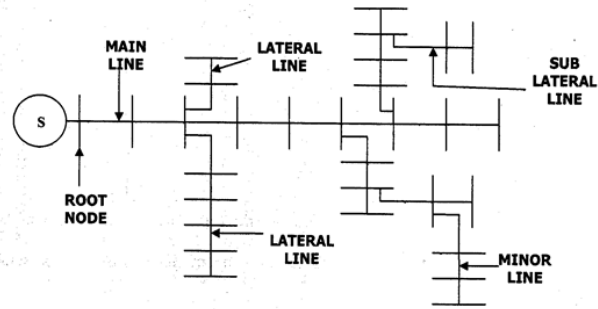 MAIN
LINE
LATERAL
LINE
SUB
LATERAL
LINE
S
ROOT
NODE
LATERAL
LINE
MINOR
LINE